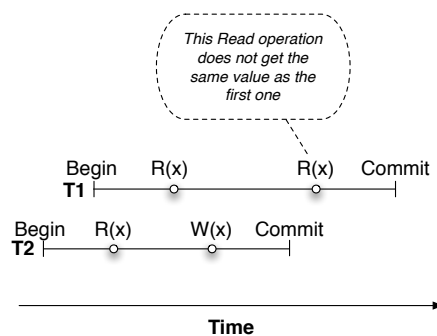 This Read operation
does not get the
same value as the
first one
Begin R(x) R(x) Commit
T1
Begin R(x) W(x) Commit
T2
Time